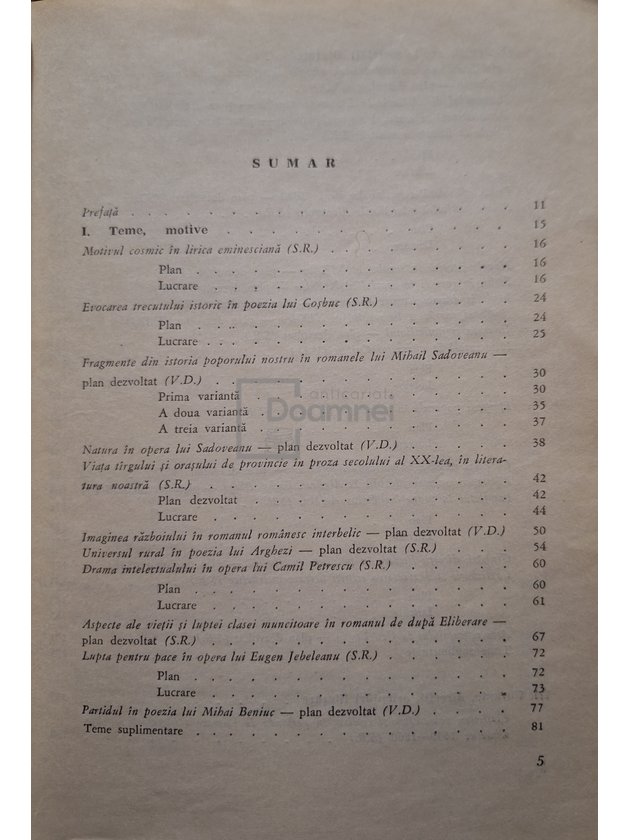 SUMAR
Prefață . . . 11
I. Teme, motive . . . 15
Motivul cosmic în lirica eminesciană (S.R.) . . . 16
Plan . . . 16
Lucrare . . . 16
Evocarea trecutului istoric în poezia lui Coșbuc (S.R.) . . . 24
Plan . . . 24
Lucrare . . . 25
Fragmente din istoria poporului nostru în romanele lui Mihail Sadoveanu —
plan dezvoltat (V.D.) . . . 30
Prima variantă . . . 30
A doua variantă . . . 35
A treia variantă . . . 37
Natura în opera lui Sadoveanu — plan dezvoltat (V.D.) . . . 38
Viața tîrgului și orașului de provincie în proza secolului al XX-lea, în litera-
tura noastră (S.R.) . . . 42
Plan dezvoltat . . . 42
Lucrare . . . 44
Imaginea războiului în romanul românesc interbelic — plan dezvoltat (V.D.) 50
Universul rural în poezia lui Arghezi — plan dezvoltat (S.R.) . . . 54
Drama intelectualului în opera lui Camil Petrescu (S.R.) . . . 60
Plan . . . 60
Lucrare . . . 61
Aspecte ale vieții și luptei clasei muncitoare în romanul de după Eliberare —
plan dezvoltat (S.R.) . . . 67
Lupta pentru pace în opera lui Eugen Jebeleanu (S.R.) . . . 72
Plan . . . 72
Lucrare . . . 73
Partidul în poezia lui Mihai Beniuc — plan dezvoltat (V.D.) . . . 77
Teme suplimentare . . . 81
5
anticariat
Doamnei